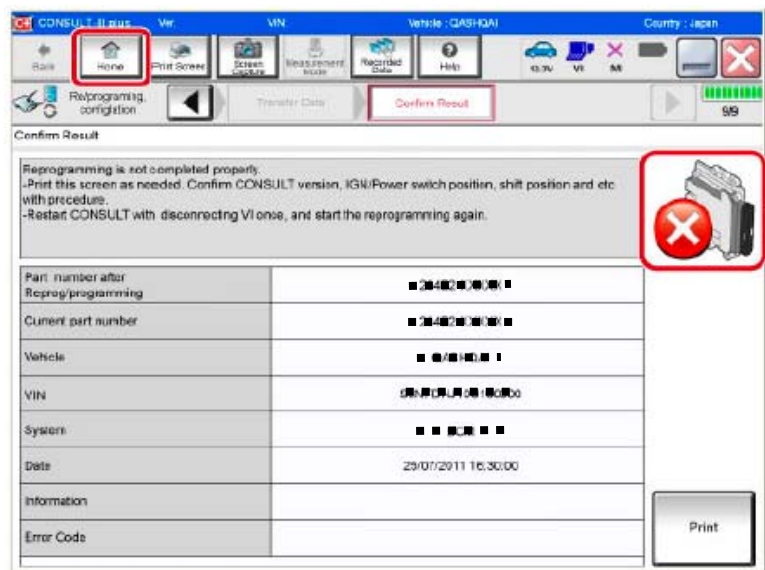 CONSULT-III plus Ver. VIN: Vehicle : QASHQAI Country : Japan
Back Home Print Screen Screen Capture Measurement Mode Recorded Data Help VI MI
Re/programing, configlation Transfer Data Confirm Result 9/9
Confirm Result
Reprogramming is not completed properly.
-Print this screen as needed. Confirm CONSULT version, IGN/Power switch position, shift position and etc
with procedure.
-Restart CONSULT with disconnecting VI once, and start the reprogramming again.
Part number after
Reprog/programming
Current part number
Vehicle
VIN
System
Date 25/07/2011 16:30:00
Information
Error Code
Print